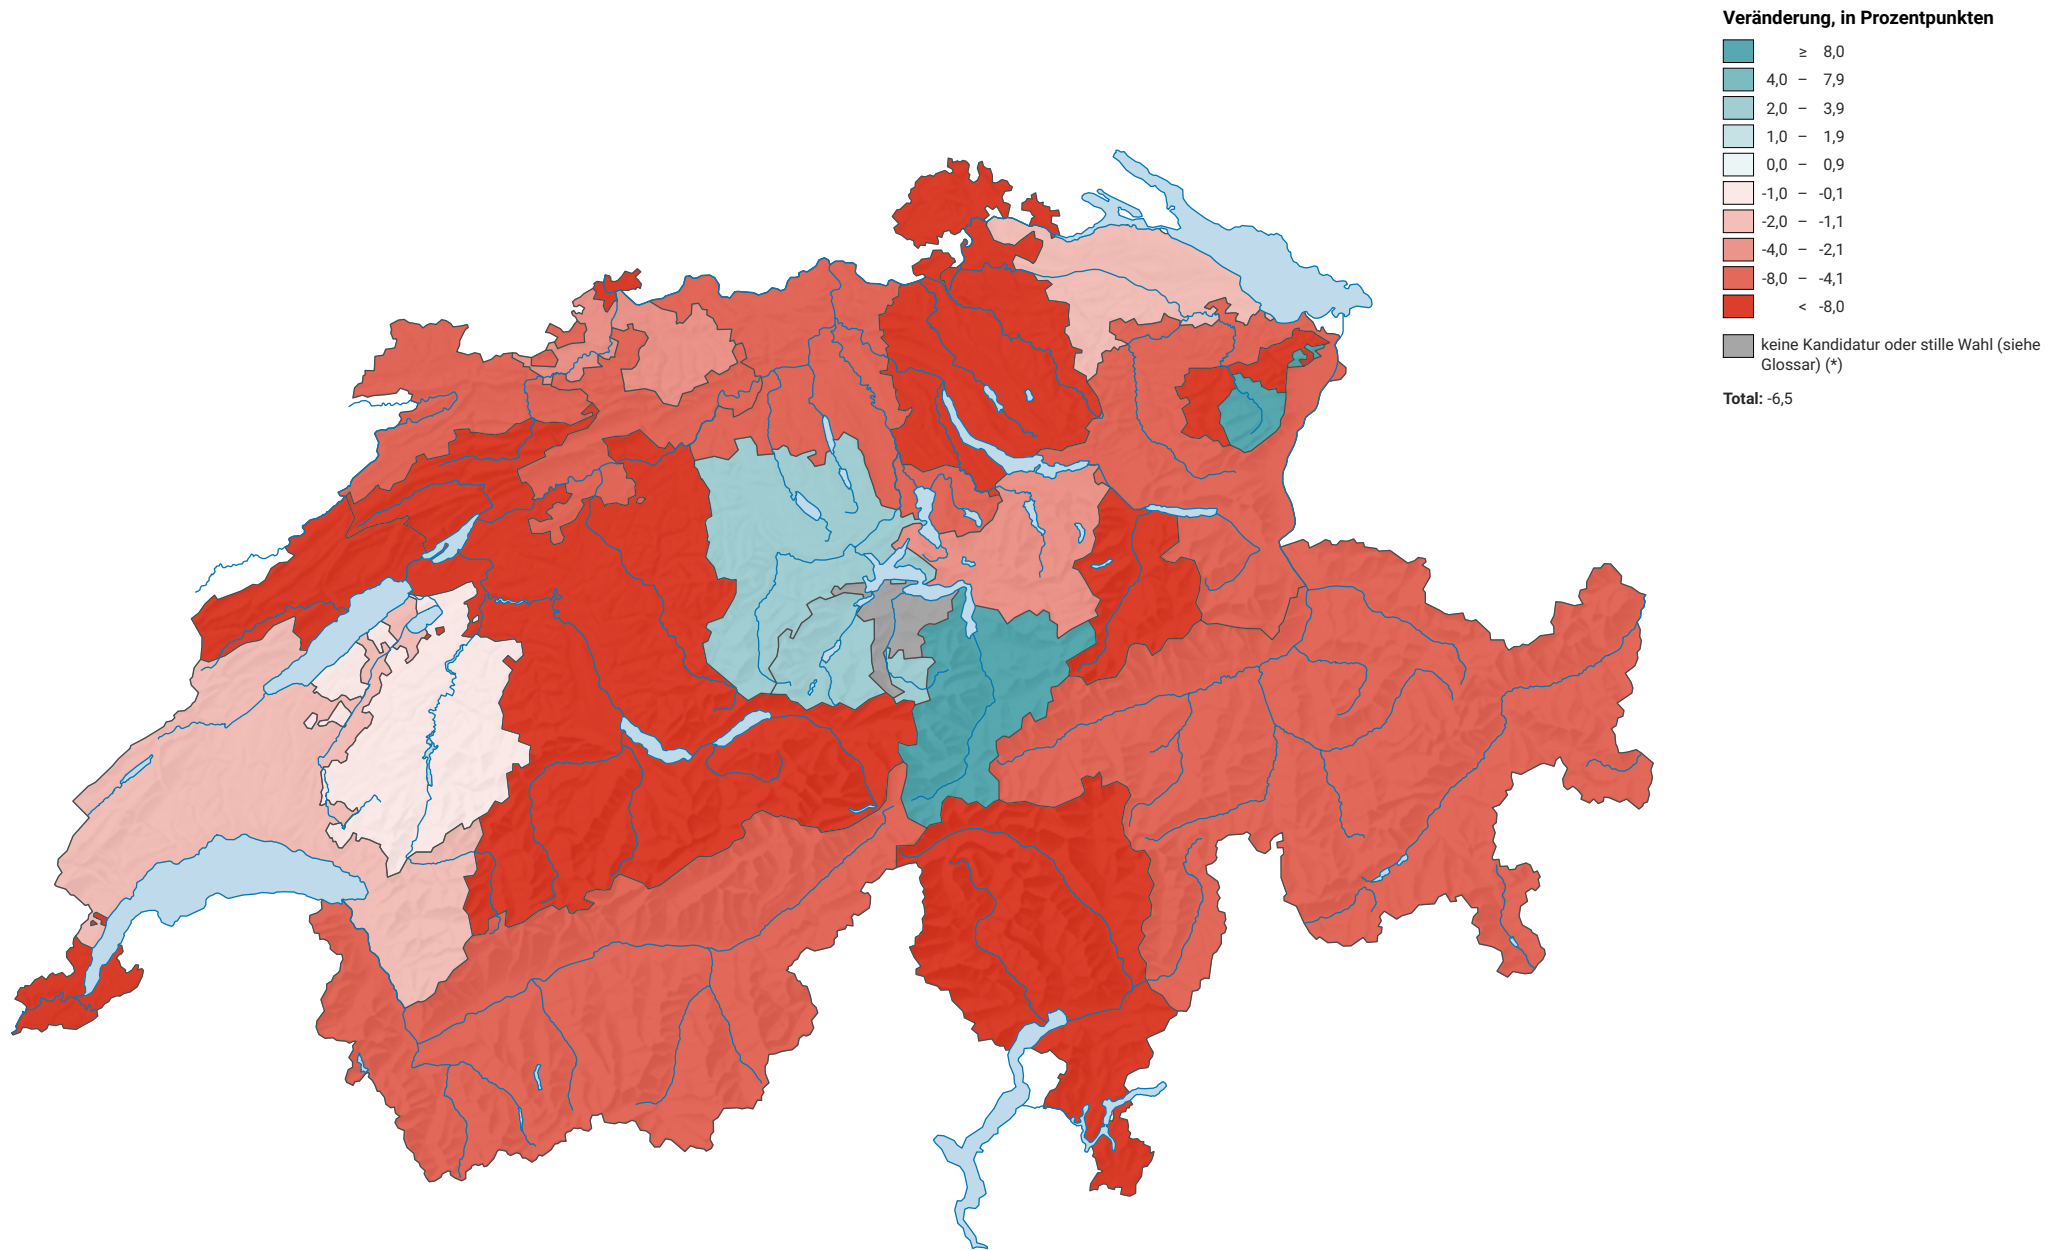 Veränderung, in Prozentpunkten
≥ 8,0
4,0 – 7,9
2,0 – 3,9
1,0 – 1,9
0,0 – 0,9
-1,0 – -0,1
-2,0 – -1,1
-4,0 – -2,1
-8,0 – -4,1
< -8,0
keine Kandidatur oder stille Wahl (siehe
Glossar) (*)
Total: -6,5